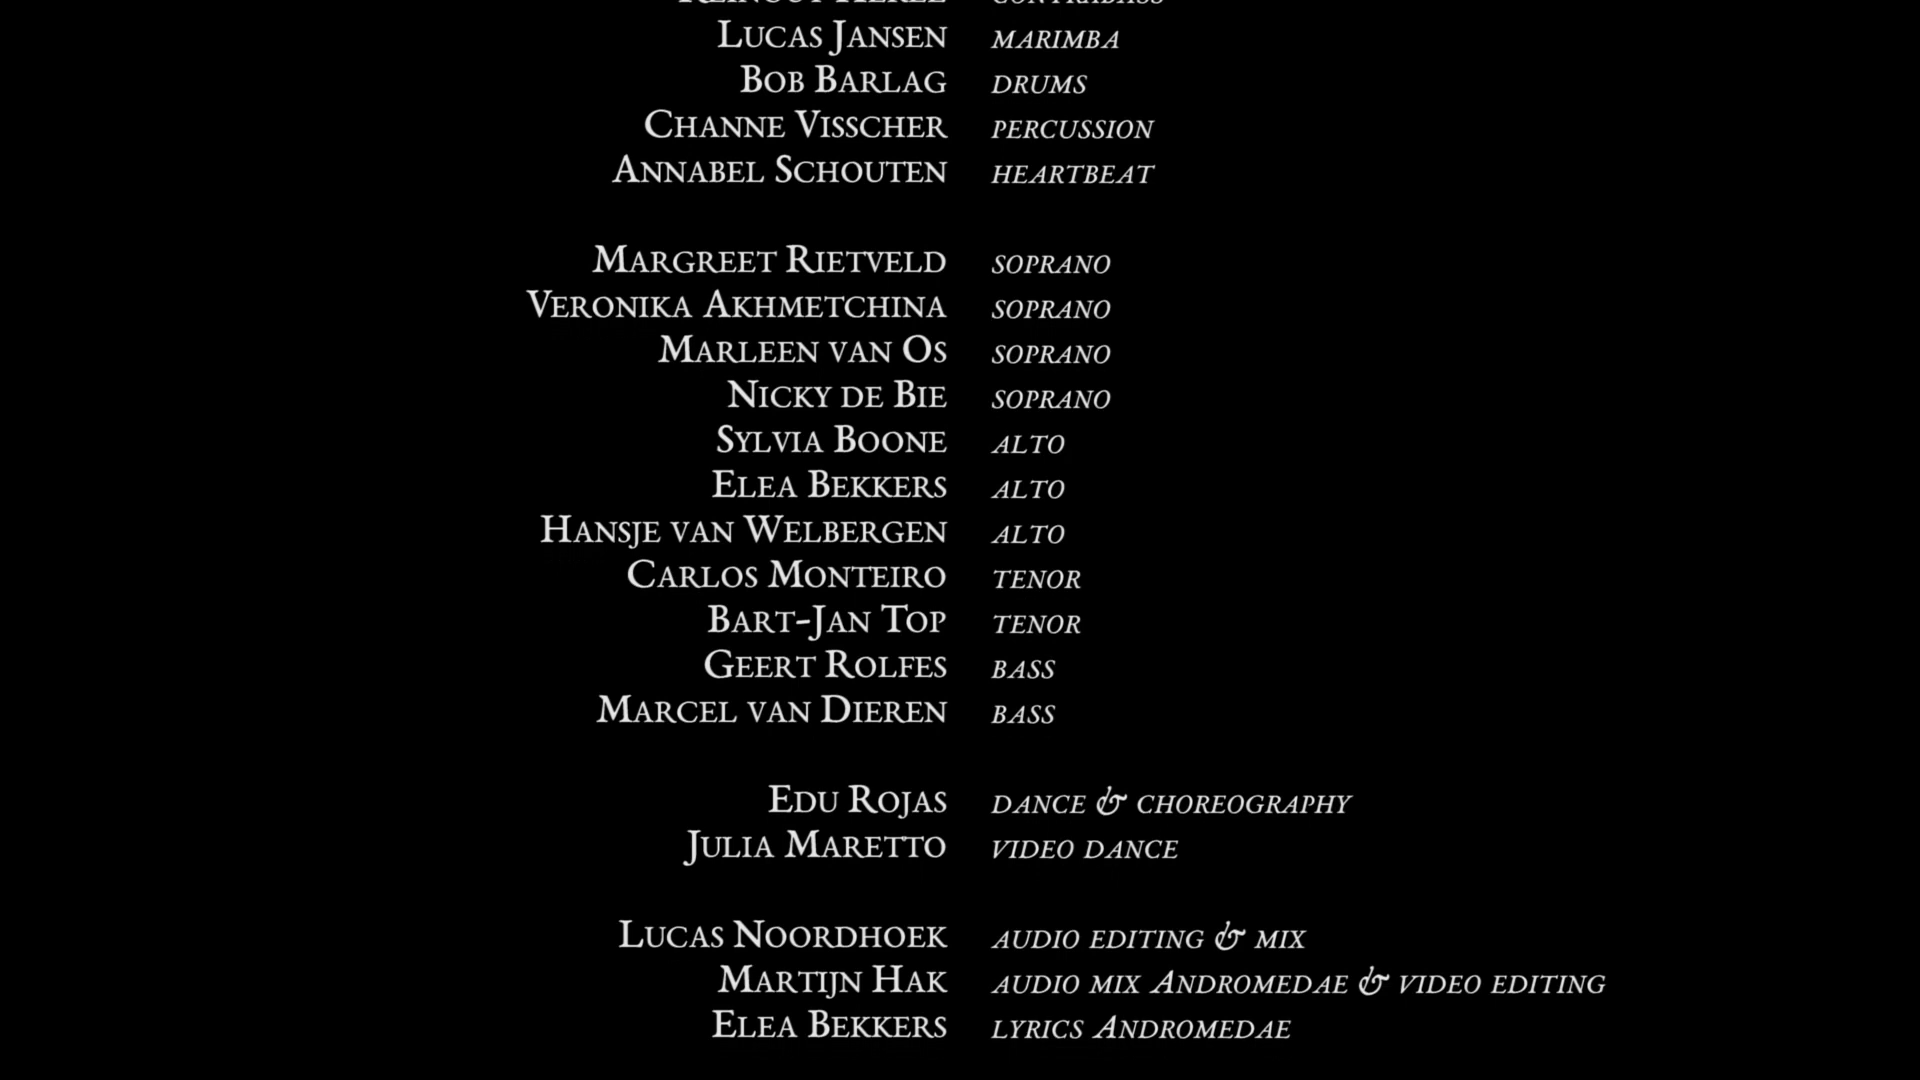 Lucas Jansen marimba
Bob Barlag drums
Channe Visscher percussion
Annabel Schouten heartbeat
Margreet Rietveld soprano
Veronika Akhmetchina soprano
Marleen van Os soprano
Nicky de Bie soprano
Sylvia Boone alto
Elea Bekkers alto
Hansje van Welbergen alto
Carlos Monteiro tenor
Bart-Jan Top tenor
Geert Rolfes bass
Marcel van Dieren bass
Edu Rojas dance & choreography
Julia Maretto video dance
Lucas Noordhoek audio editing & mix
Martijn Hak audio mix Andromedae & video editing
Elea Bekkers lyrics Andromedae